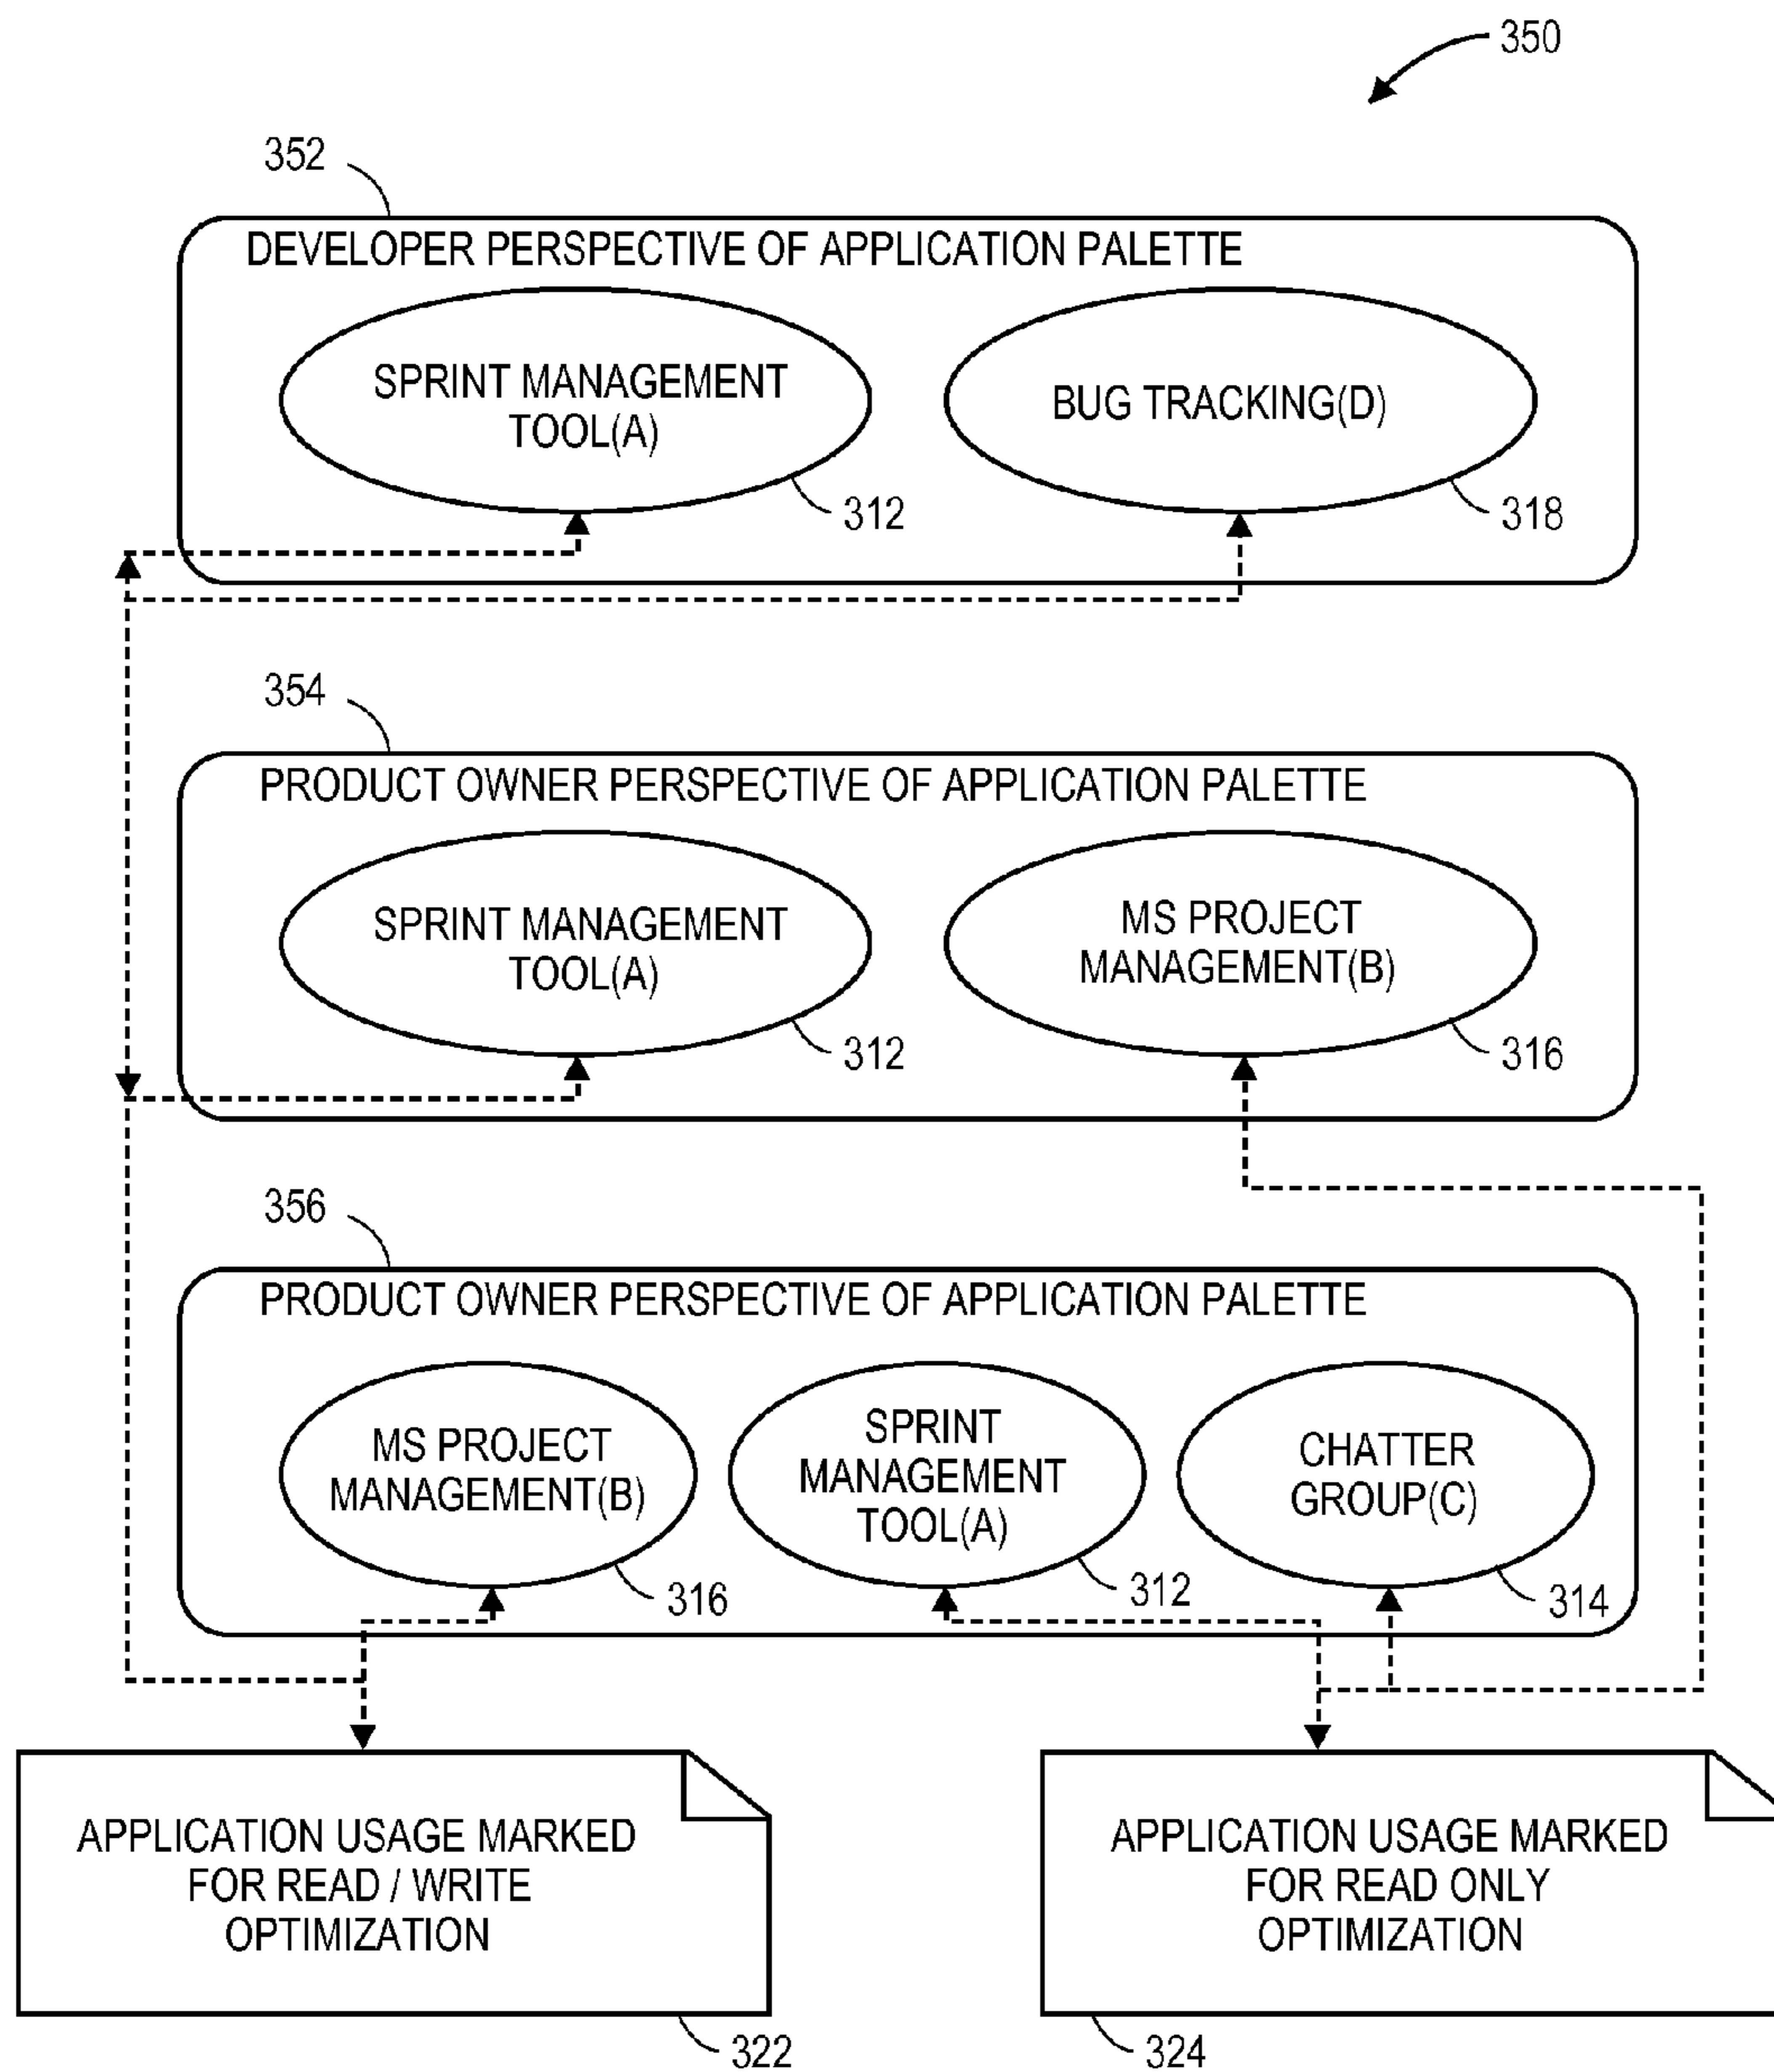 350
352
DEVELOPER PERSPECTIVE OF APPLICATION PALETTE
SPRINT MANAGEMENT
TOOL(A)
312
BUG TRACKING(D)
318
354
PRODUCT OWNER PERSPECTIVE OF APPLICATION PALETTE
SPRINT MANAGEMENT
TOOL(A)
312
MS PROJECT
MANAGEMENT(B)
316
356
PRODUCT OWNER PERSPECTIVE OF APPLICATION PALETTE
MS PROJECT
MANAGEMENT(B)
316
SPRINT
MANAGEMENT
TOOL(A)
312
CHATTER
GROUP(C)
314
APPLICATION USAGE MARKED
FOR READ / WRITE
OPTIMIZATION
322
APPLICATION USAGE MARKED
FOR READ ONLY
OPTIMIZATION
324